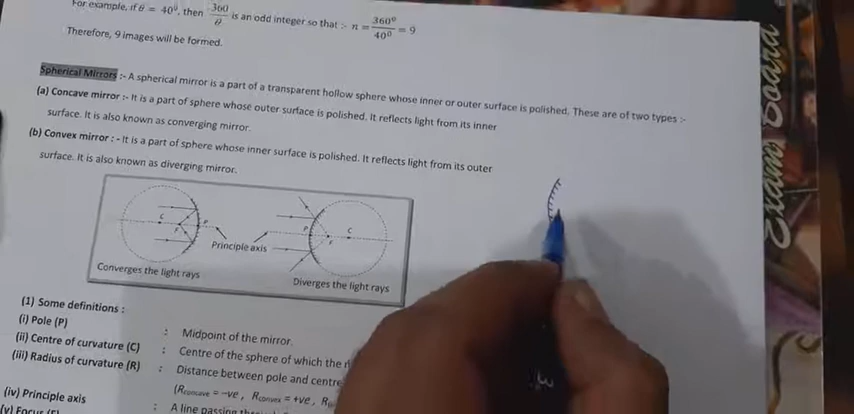 For example, if θ = 40⁰, then 360/θ is an odd integer so that :- n = 360⁰/40⁰ = 9
Therefore, 9 images will be formed.
Spherical Mirrors :- A spherical mirror is a part of a transparent hollow sphere whose inner or outer surface is polished. These are of two types :-
(a) Concave mirror :- It is a part of sphere whose outer surface is polished. It reflects light from its inner
surface. It is also known as converging mirror.
(b) Convex mirror : - It is a part of sphere whose inner surface is polished. It reflects light from its outer
surface. It is also known as diverging mirror.
C F P
P F C
Principle axis
Converges the light rays
Diverges the light rays
(1) Some definitions :
(i) Pole (P) : Midpoint of the mirror.
(ii) Centre of curvature (C) : Centre of the sphere of which the
(iii) Radius of curvature (R) : Distance between pole and centre
(Rconcave = –ve , Rconvex = +ve ,
(iv) Principle axis : A line passing
(v) Focus (F)
Exam Board